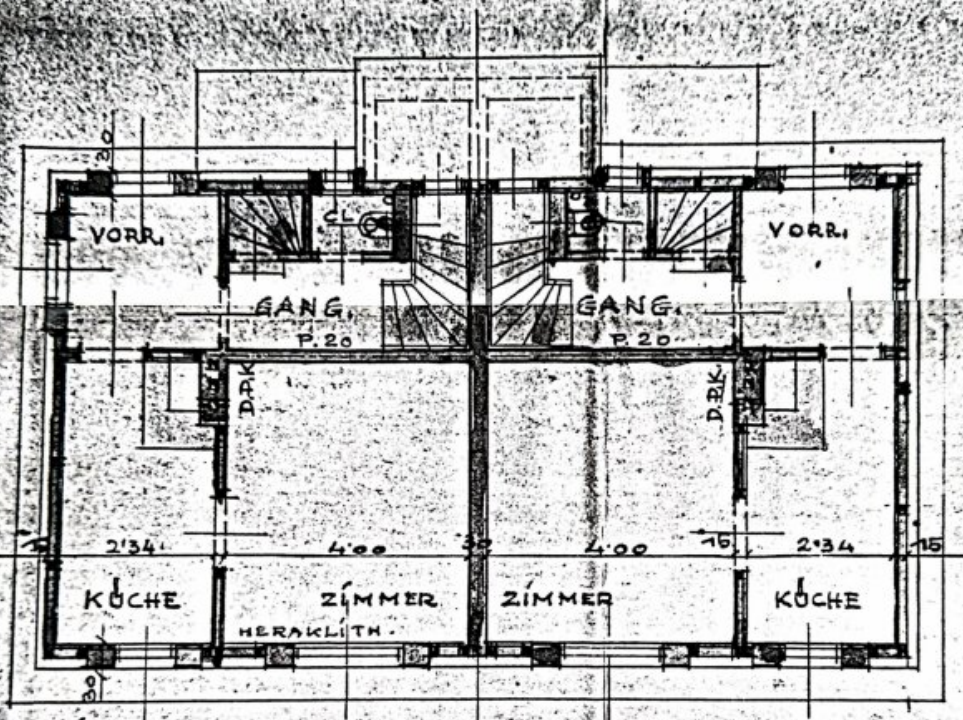 30
CL
VORR.
VORR.
GANG.
GANG.
P.20
P.20
D.P.K.
D.P.K.
15
2'34
4'00
30
4'00
15
2'34
15
KÜCHE
ZIMMER
ZIMMER
KÜCHE
HERAKLITH.
30